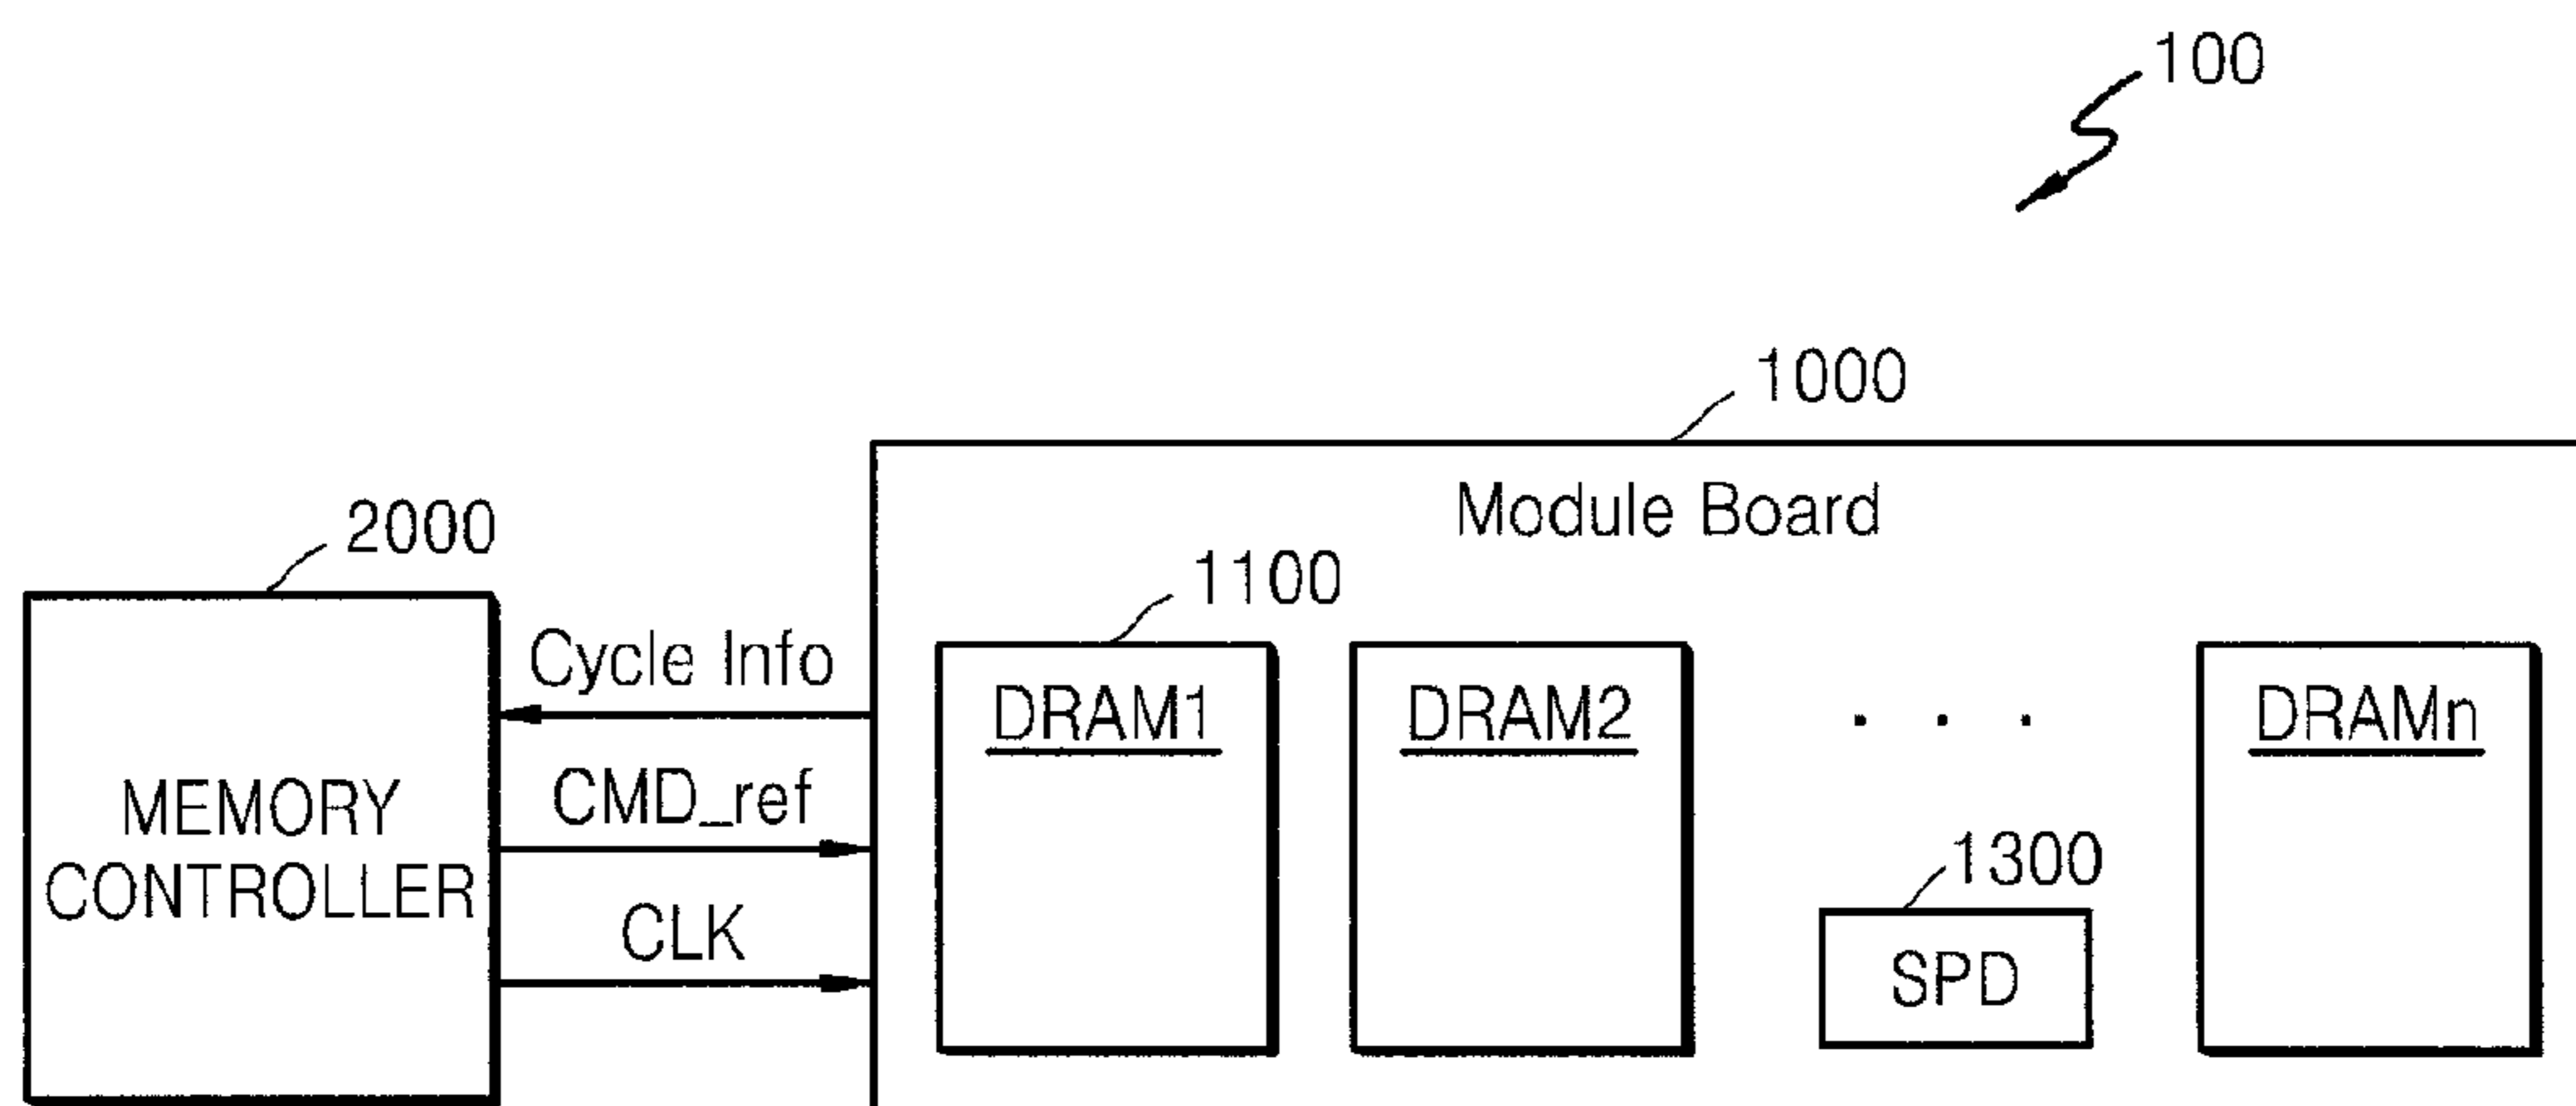 100
1000
Module Board
2000
1100
Cycle Info
DRAM1
DRAM2
. . .
DRAMn
CMD_ref
MEMORY
CONTROLLER
1300
CLK
SPD